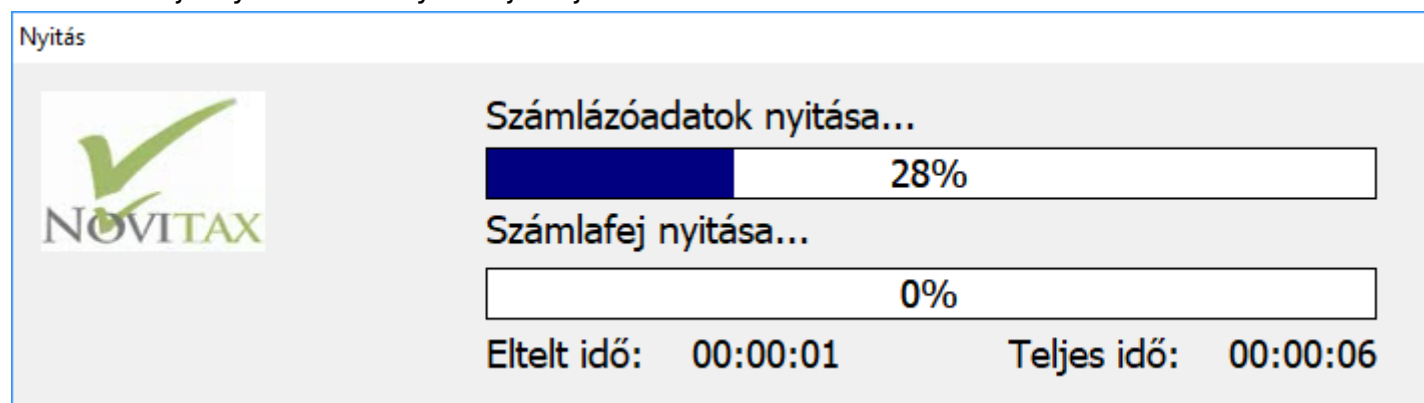 Nyitás
Számlázóadatok nyitása...
28%
NOVITAX
Számlafej nyitása...
0%
Eltelt idő: 00:00:01 Teljes idő: 00:00:06